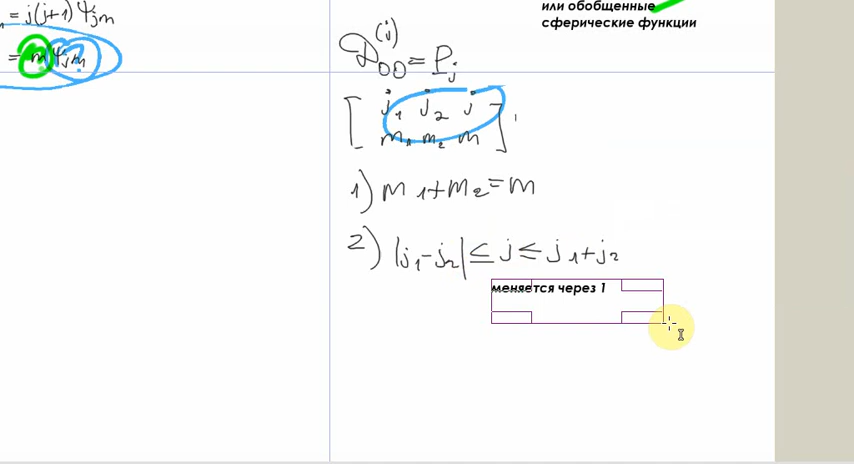 = j(j+1) Ψjm
= m Ψjm
или обобщенные
сферические функции
D₀₀⁽ʲ⁾ = Pj
[ j₁ j₂ j
m₁ m₂ m ]
1) m₁+m₂=m
2) |j₁-j₂| ≤ j ≤ j₁+j₂
меняется через 1